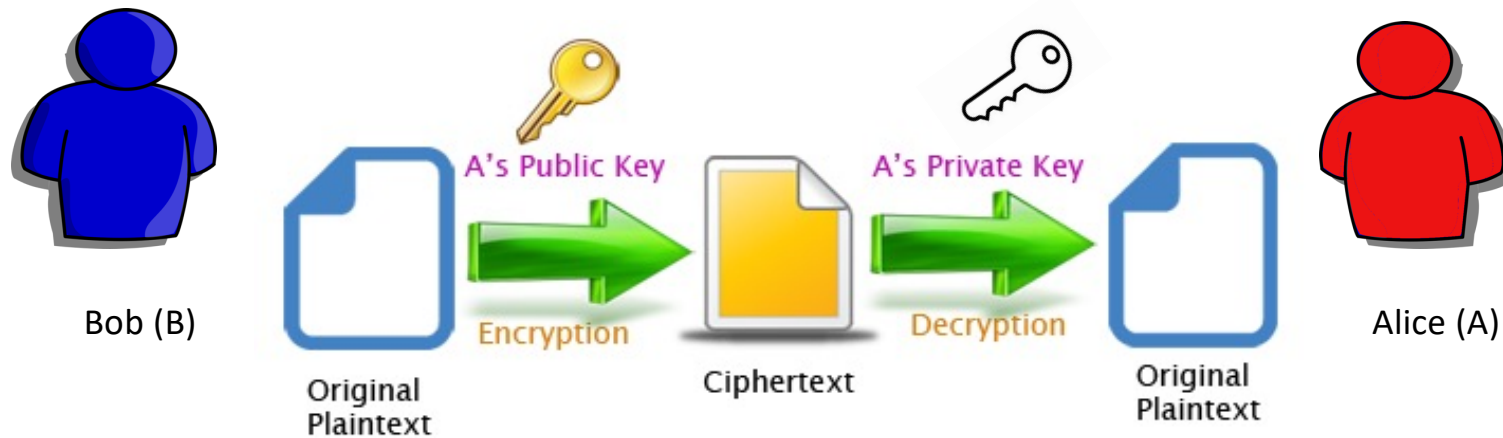 A's Public Key
A's Private Key
Bob (B)
Encryption
Decryption
Alice (A)
Original
Plaintext
Ciphertext
Original
Plaintext